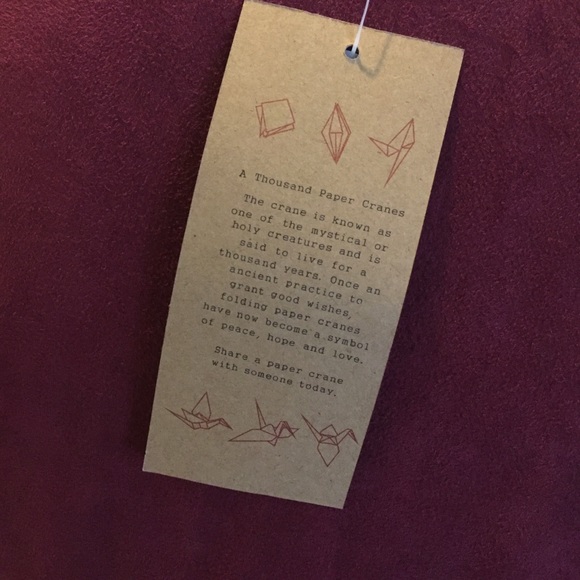 A Thousand Paper Cranes
The crane is known as
one of the mystical or
holy creatures and is
said to live for a
thousand years. Once an
ancient practice to
grant good wishes,
folding paper cranes
have now become a symbol
of peace, hope and love.
Share a paper crane
with someone today.